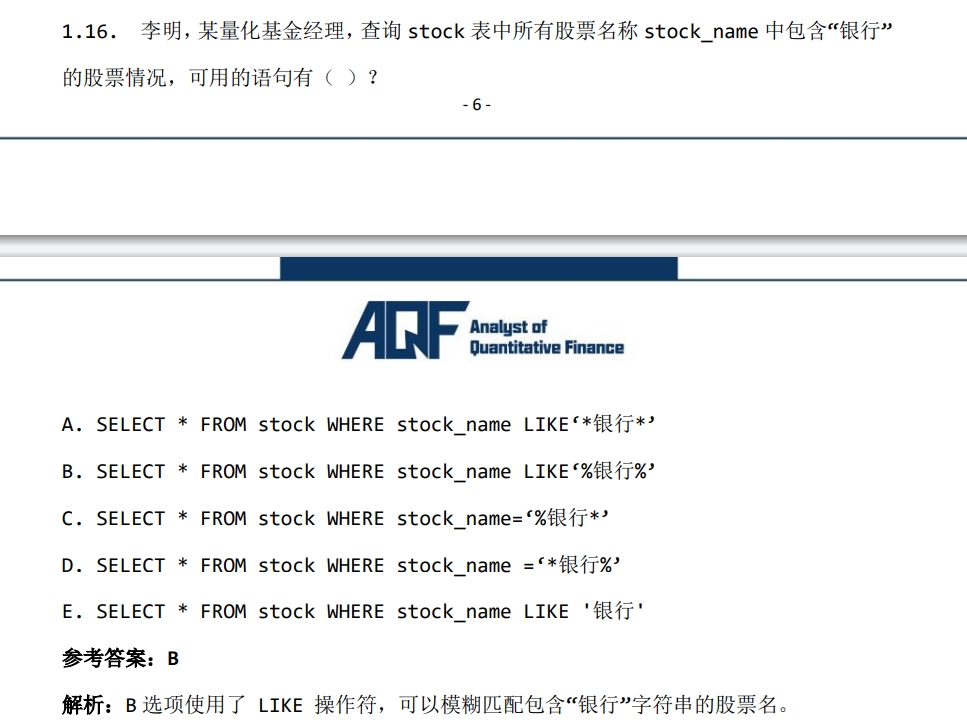 1.16. 李明，某量化基金经理，查询 stock 表中所有股票名称 stock_name 中包含“银行”
的股票情况，可用的语句有（ ）？
-6-
AQF Analyst of
Quantitative Finance
A. SELECT * FROM stock WHERE stock_name LIKE‘*银行*’
B. SELECT * FROM stock WHERE stock_name LIKE‘%银行%’
C. SELECT * FROM stock WHERE stock_name=‘%银行*’
D. SELECT * FROM stock WHERE stock_name =‘*银行%’
E. SELECT * FROM stock WHERE stock_name LIKE '银行'
参考答案：B
解析：B 选项使用了 LIKE 操作符，可以模糊匹配包含“银行”字符串的股票名。